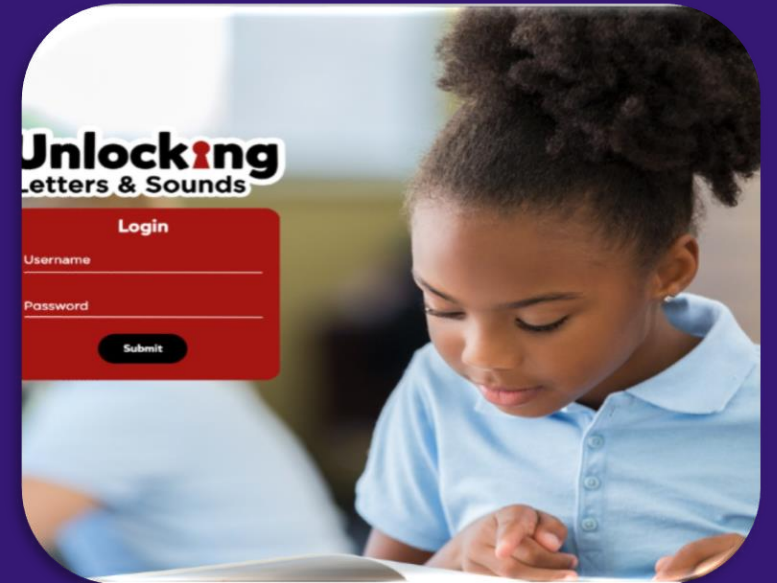 Unlocking
Letters & Sounds
Login
Username
Password
Submit